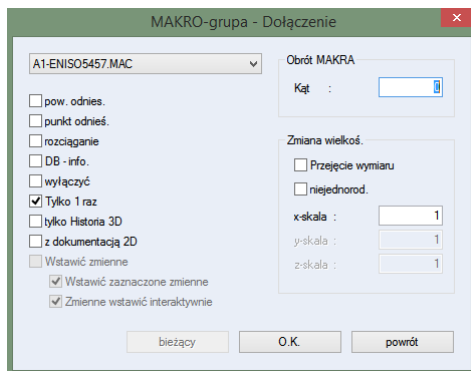 MAKRO-grupa - Dołączenie
A1-ENISO5457.MAC
pow. odnies.
punkt odnieś.
rozciąganie
DB - info.
wyłączyć
Tylko 1 raz
tylko Historia 3D
z dokumentacją 2D
Wstawić zmienne
Wstawić zaznaczone zmienne
Zmienne wstawić interaktywnie
Obrót MAKRA
Kąt : 0
Zmiana wielkoś.
Przejęcie wymiaru
niejednorod.
x-skala : 1
y-skala : 1
z-skala : 1
bieżący O.K. powrót